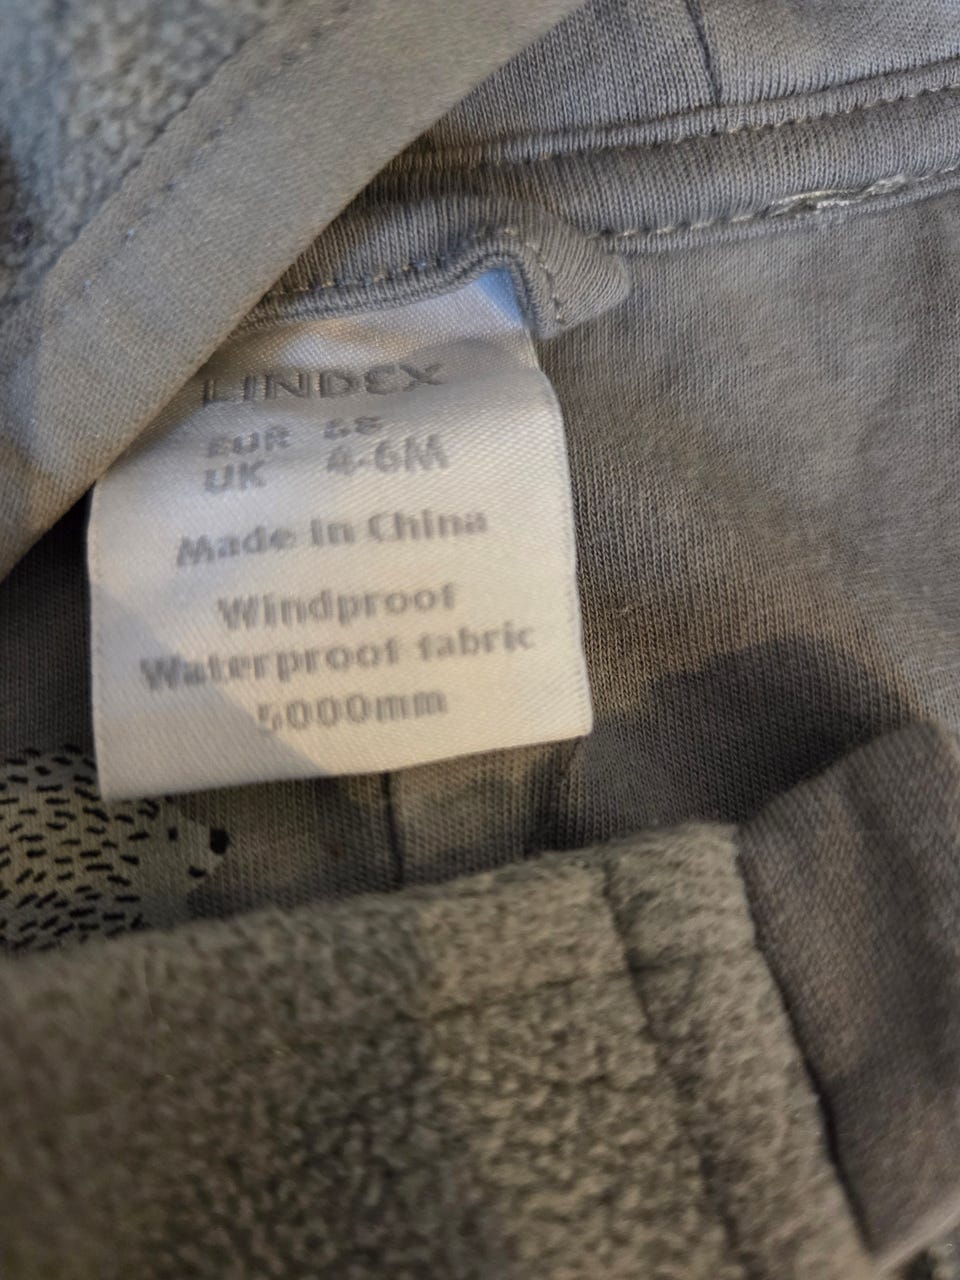 LINDEX
EUR 68
UK 4-6M
Made in China
Windproof
Waterproof fabric
5000mm